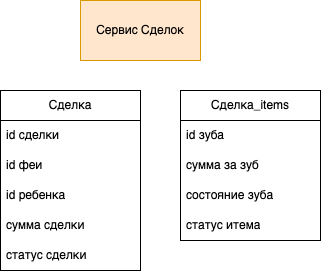 Сервис Сделок
Сделка
id сделки
id феи
id ребенка
сумма сделки
статус сделки
Сделка_items
id зуба
сумма за зуб
состояние зуба
статус итема